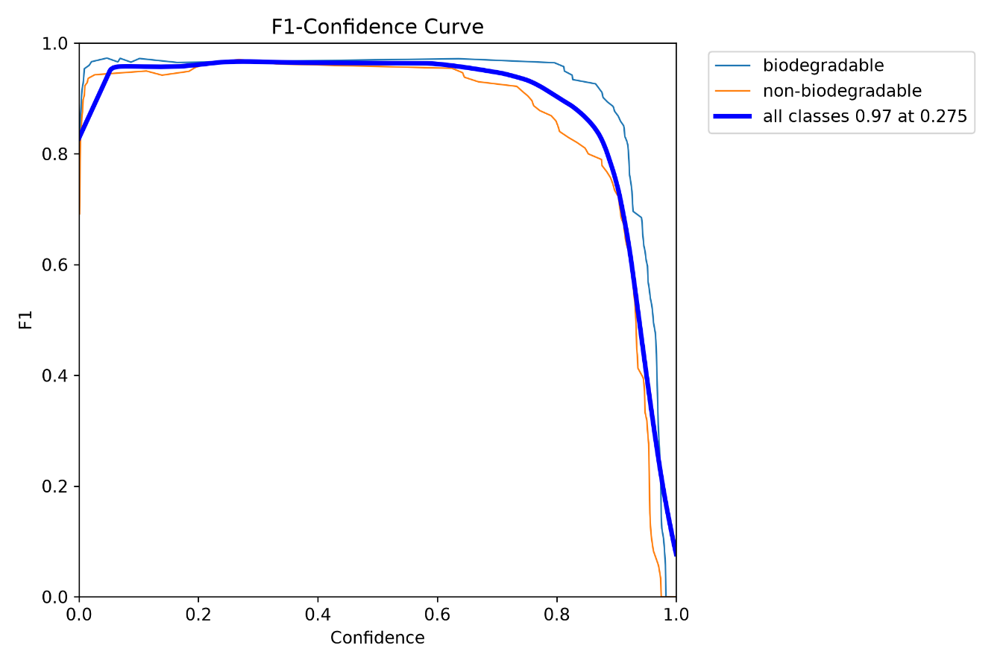 F1-Confidence Curve
1.0
0.8
0.6
0.4
0.2
0.0
F1
0.0 0.2 0.4 0.6 0.8 1.0
Confidence
biodegradable
non-biodegradable
all classes 0.97 at 0.275